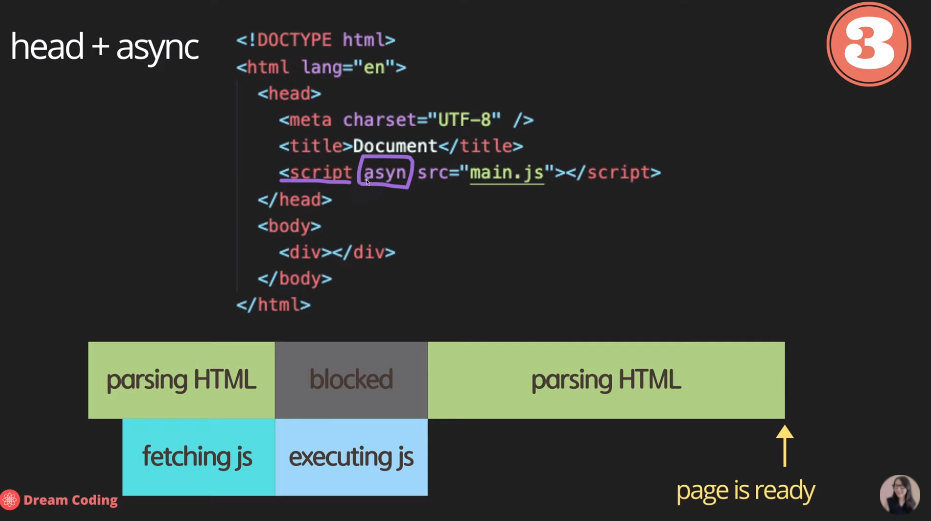 head + async
3
<!DOCTYPE html>
<html lang="en">
<head>
<meta charset="UTF-8" />
<title>Document</title>
<script asyn src="main.js"></script>
</head>
<body>
<div></div>
</body>
</html>
parsing HTML blocked parsing HTML
fetching js executing js
page is ready
Dream Coding